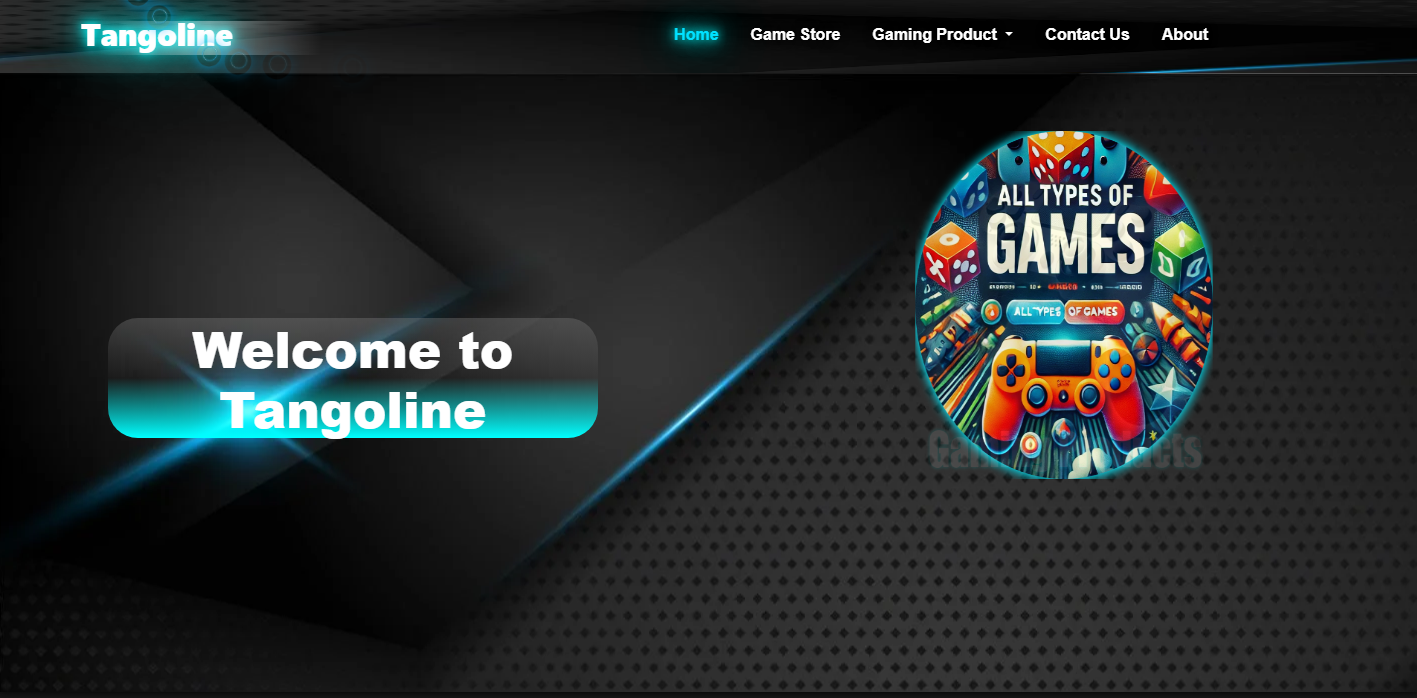 Tangoline
Home Game Store Gaming Product Contact Us About
ALL TYPES OF
GAMES
ALL TYPES OF GAMES
Welcome to
Tangoline